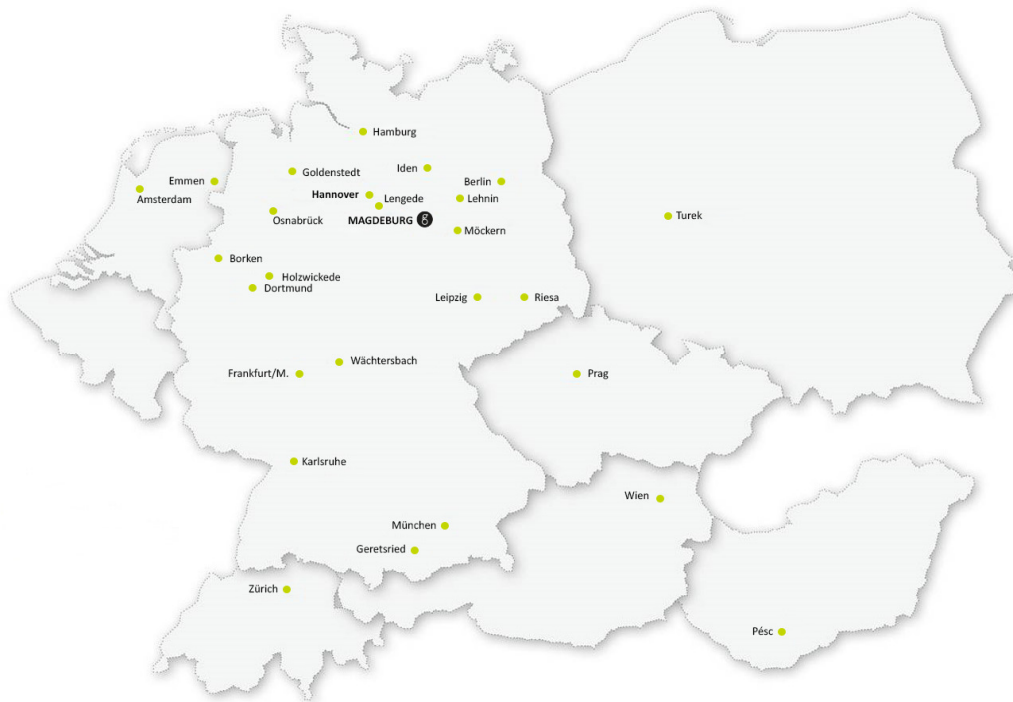 Hamburg
Iden
Goldenstedt
Emmen
Berlin
Amsterdam
Hannover
Lengede
Lehnin
Osnabrück
MAGDEBURG g
Turek
Möckern
Borken
Holzwickede
Dortmund
Leipzig
Riesa
Wächtersbach
Frankfurt/M.
Prag
Karlsruhe
Wien
München
Geretsried
Zürich
Pésc